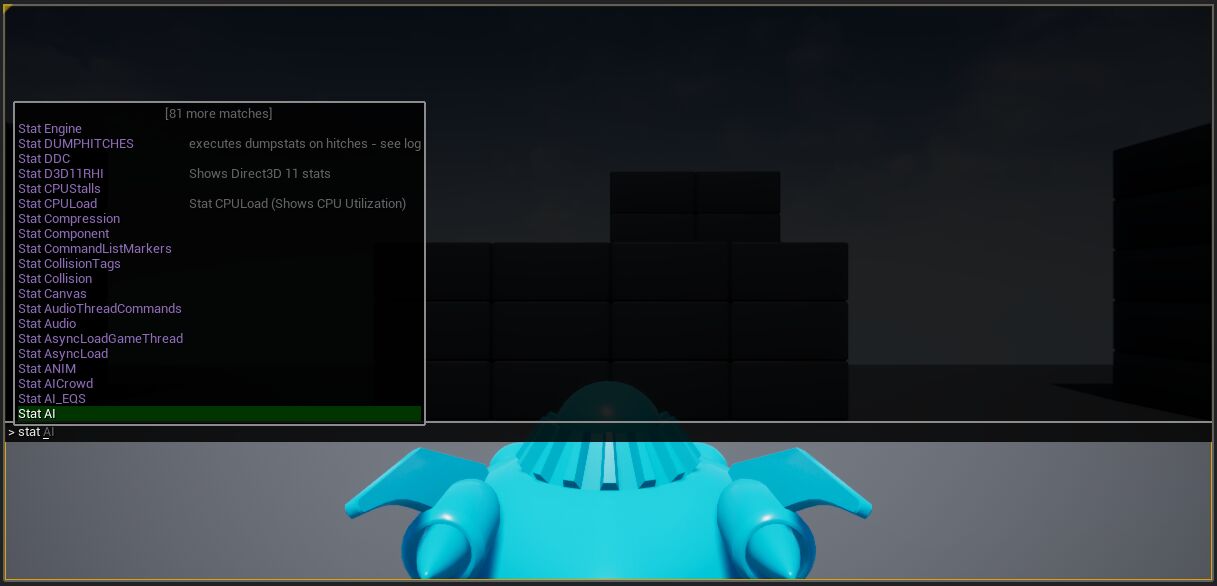 [81 more matches]
Stat Engine
Stat DUMPHITCHES executes dumpstats on hitches - see log
Stat DDC
Stat D3D11RHI Shows Direct3D 11 stats
Stat CPUStalls
Stat CPULoad Stat CPULoad (Shows CPU Utilization)
Stat Compression
Stat Component
Stat CommandListMarkers
Stat CollisionTags
Stat Collision
Stat Canvas
Stat AudioThreadCommands
Stat Audio
Stat AsyncLoadGameThread
Stat AsyncLoad
Stat ANIM
Stat AICrowd
Stat AI_EQS
Stat AI
> stat AI